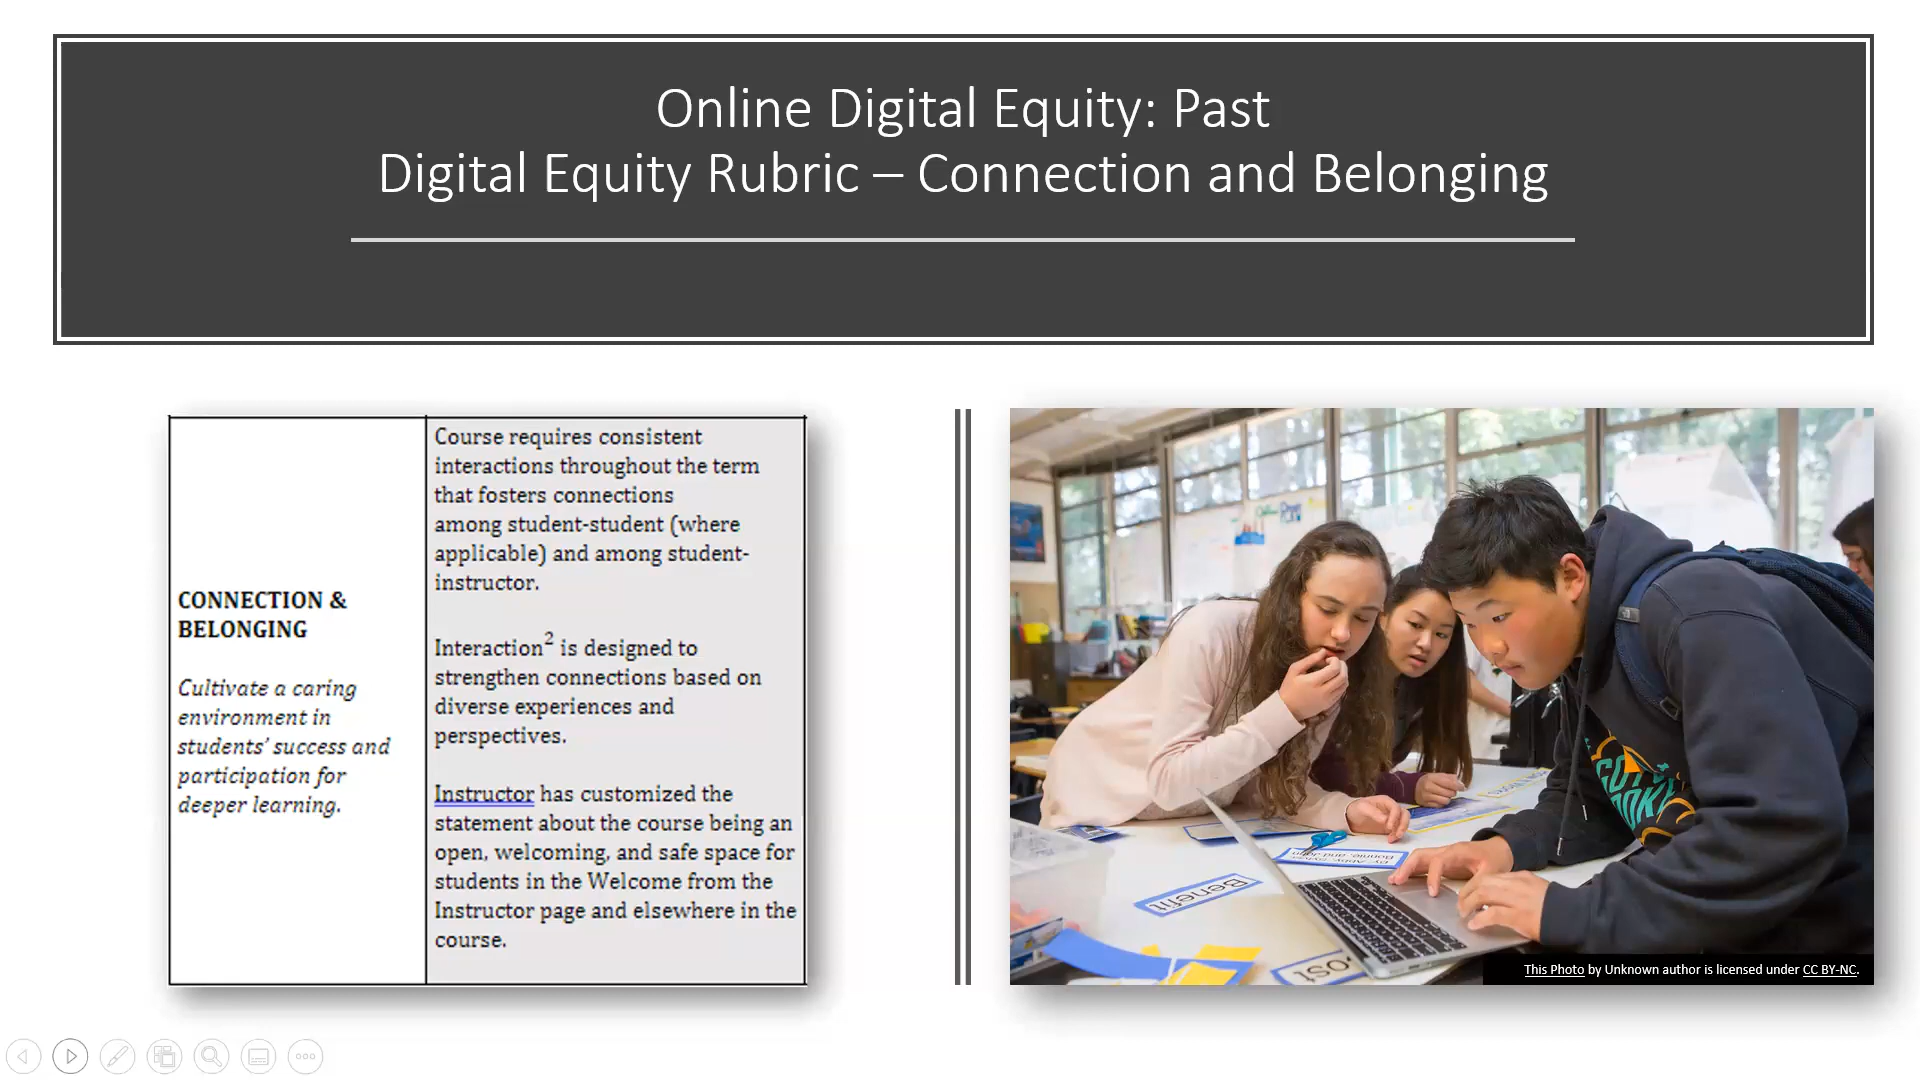 Online Digital Equity: Past
Digital Equity Rubric – Connection and Belonging
CONNECTION &
BELONGING
Cultivate a caring
environment in
students' success and
participation for
deeper learning.
Course requires consistent
interactions throughout the term
that fosters connections
among student-student (where
applicable) and among student-
instructor.
Interaction² is designed to
strengthen connections based on
diverse experiences and
perspectives.
Instructor has customized the
statement about the course being an
open, welcoming, and safe space for
students in the Welcome from the
Instructor page and elsewhere in the
course.
Benefit
This Photo by Unknown author is licensed under CC BY-NC.